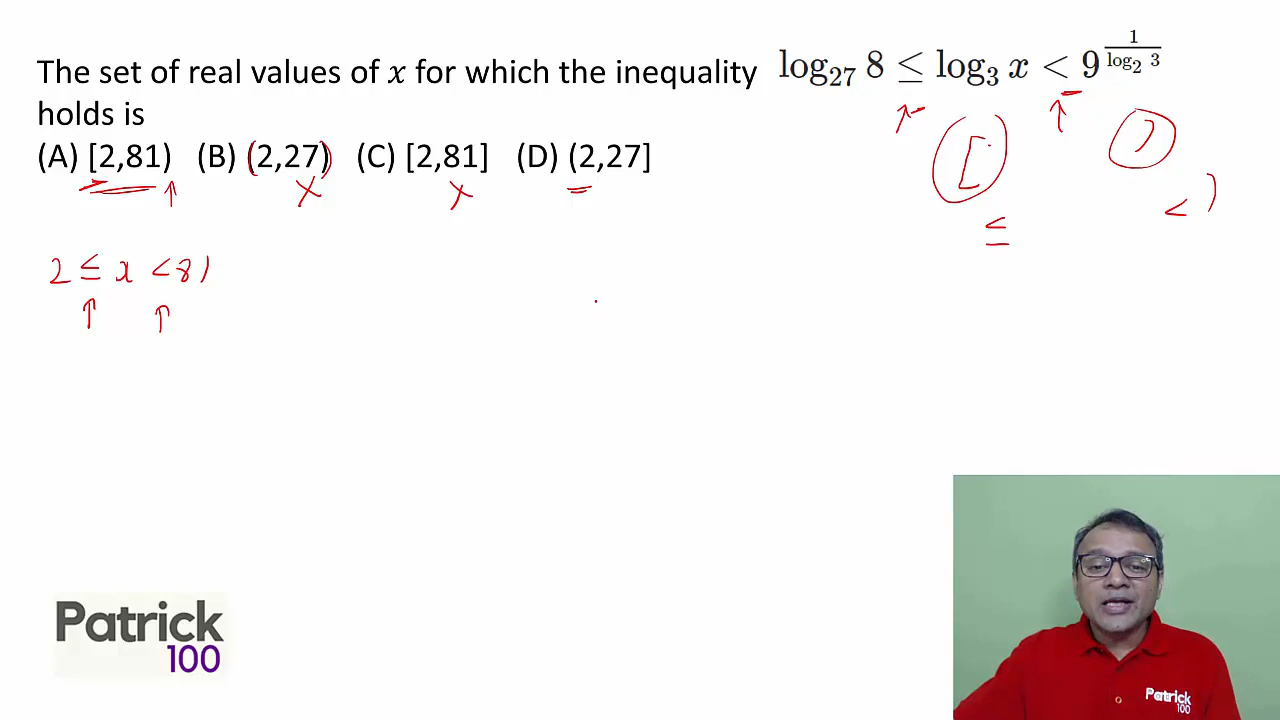 The set of real values of x for which the inequality log₂₇ 8 ≤ log₃ x < 9^(1/log₂ 3)
holds is
(A) [2,81) (B) (2,27) (C) [2,81] (D) (2,27]
[ )
≤ < )
2 ≤ x < 81
Patrick
100
Patrick
100